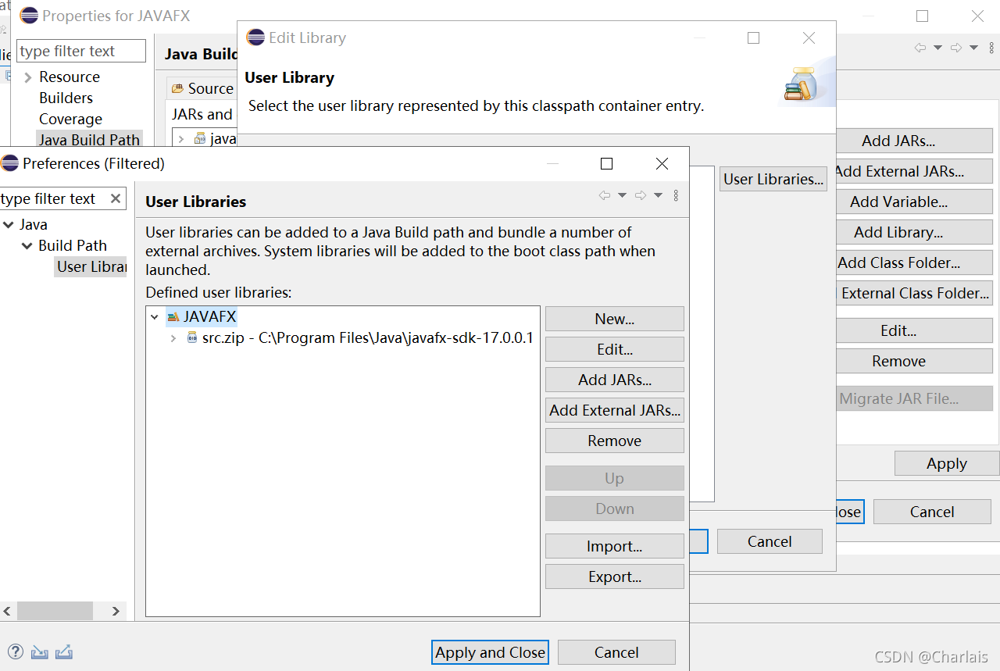 Properties for JAVAFX
type filter text
Resource
Builders
Coverage
Java Build Path
Source
JARs and
java
Edit Library
User Library
Select the user library represented by this classpath container entry.
User Libraries...
Cancel
Add JARs...
Add External JARs...
Add Variable...
Add Library...
Add Class Folder...
External Class Folder...
Edit...
Remove
Migrate JAR File...
Apply
Cancel
Preferences (Filtered)
type filter text
Java
Build Path
User Librar
User Libraries
User libraries can be added to a Java Build path and bundle a number of
external archives. System libraries will be added to the boot class path when
launched.
Defined user libraries:
JAVAFX
src.zip - C:\Program Files\Java\javafx-sdk-17.0.0.1
New...
Edit...
Add JARs...
Add External JARs...
Remove
Up
Down
Import...
Export...
Apply and Close
Cancel
CSDN @Charlais